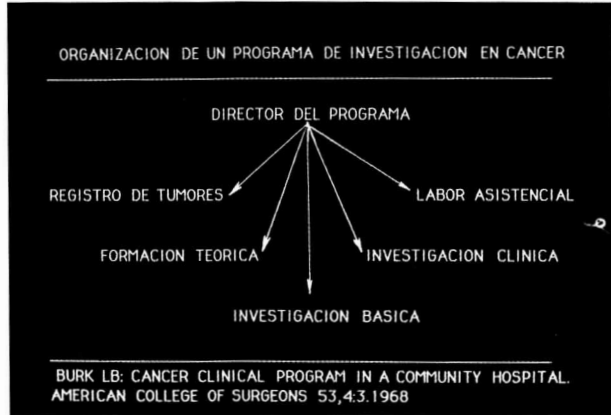 ORGANIZACION DE UN PROGRAMA DE INVESTIGACION EN CANCER
DIRECTOR DEL PROGRAMA
REGISTRO DE TUMORES
LABOR ASISTENCIAL
FORMACION TEORICA
INVESTIGACION CLINICA
INVESTIGACION BASICA
BURK LB: CANCER CLINICAL PROGRAM IN A COMMUNITY HOSPITAL.
AMERICAN COLLEGE OF SURGEONS 53,4:3.1968